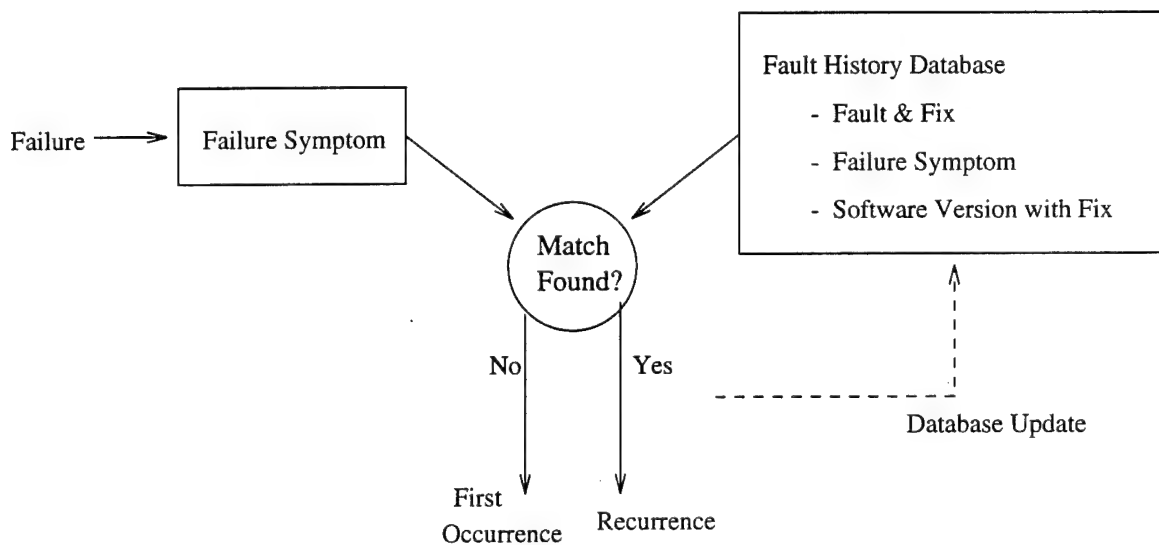 Failure
Failure Symptom
Fault History Database
- Fault & Fix
- Failure Symptom
- Software Version with Fix
Match
Found?
No
Yes
Database Update
First
Occurrence
Recurrence